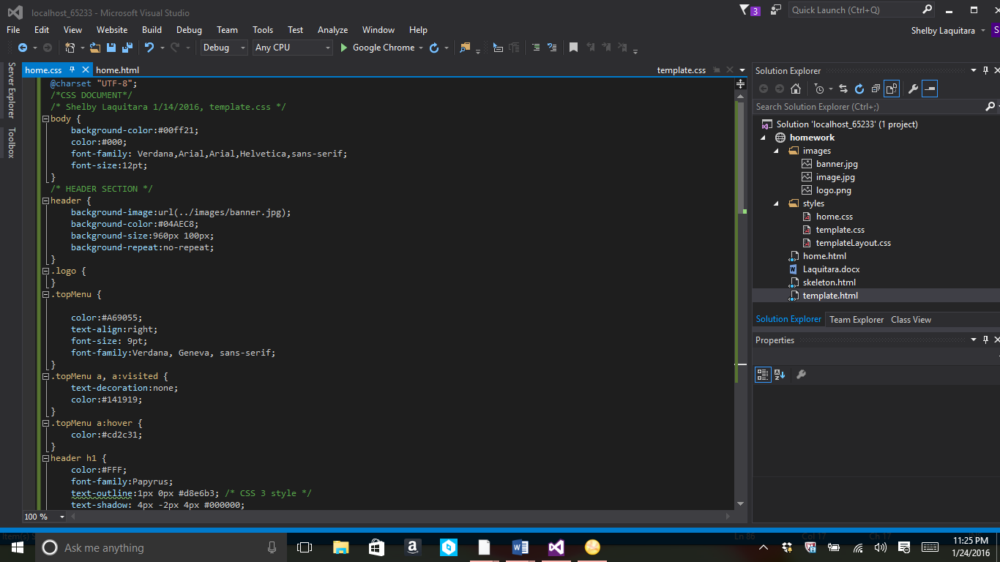 localhost_65233 - Microsoft Visual Studio
3
Quick Launch (Ctrl+Q)
File Edit View Website Build Debug Team Tools Test Analyze Window Help
Shelby Laquitara
S
Debug Any CPU Google Chrome
Server Explorer
Toolbox
home.css home.html template.css
@charset "UTF-8";
/*CSS DOCUMENT*/
/* Shelby Laquitara 1/14/2016, template.css */
body {
background-color:#00ff21;
color:#000;
font-family: Verdana,Arial,Arial,Helvetica,sans-serif;
font-size:12pt;
}
/* HEADER SECTION */
header {
background-image:url(../images/banner.jpg);
background-color:#04AEC8;
background-size:960px 100px;
background-repeat:no-repeat;
}
.logo {
}
.topMenu {
color:#A69055;
text-align:right;
font-size: 9pt;
font-family:Verdana, Geneva, sans-serif;
}
.topMenu a, a:visited {
text-decoration:none;
color:#141919;
}
.topMenu a:hover {
color:#cd2c31;
}
header h1 {
color:#FFF;
font-family:Papyrus;
text-outline:1px 0px #d8e6b3; /* CSS 3 style */
text-shadow: 4px -2px 4px #000000;
100 %
Solution Explorer
Search Solution Explorer (Ctrl+;)
Solution 'localhost_65233' (1 project)
homework
images
banner.jpg
image.jpg
logo.png
styles
home.css
template.css
templateLayout.css
home.html
Laquitara.docx
skeleton.html
template.html
Solution Explorer Team Explorer Class View
Properties
Item(s) S
Ln 86 Col 17 Ch 17
Ask me anything
11:25 PM
1/24/2016